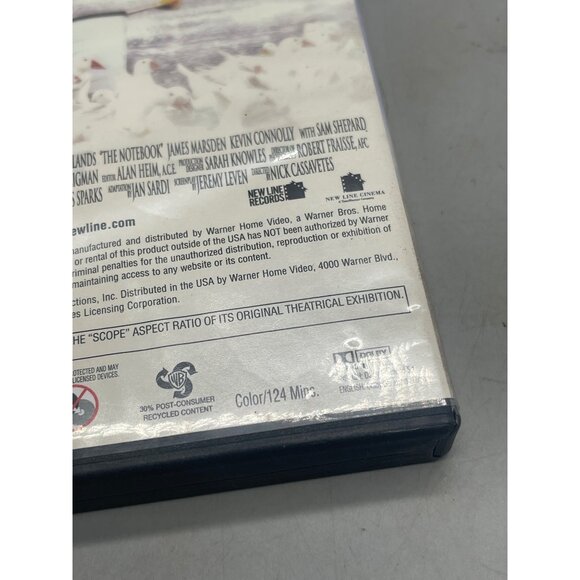 LANDS "THE NOTEBOOK" JAMES MARSDEN KEVIN CONNOLLY WITH SAM SHEPARD
IGMAN EDITOR ALAN HEIM, A.C.E. PRODUCTION DESIGNER SARAH KNOWLES DIRECTOR OF ROBERT FRAISSE, AFC
S SPARKS ADAPTATION BY JAN SARDI SCREENPLAY BY JEREMY LEVEN DIRECTED BY NICK CASSAVETES
NEW LINE RECORDS
NEW LINE CINEMA
ewline.com
anufactured and distributed by Warner Home Video, a Warner Bros. Home
or rental of this product outside of the USA has NOT been authorized by Warner
riminal penalties for the unauthorized distribution, reproduction or exhibition of
maintaining access to any website or its content.
ctions, Inc. Distributed in the USA by Warner Home Video, 4000 Warner Blvd.,
es Licensing Corporation.
HE "SCOPE" ASPECT RATIO OF ITS ORIGINAL THEATRICAL EXHIBITION.
OTECTED AND MAY
LICENSED DEVICES.
WB
30% POST-CONSUMER
RECYCLED CONTENT
Color/124 Mins.
DOLBY
ENGLISH